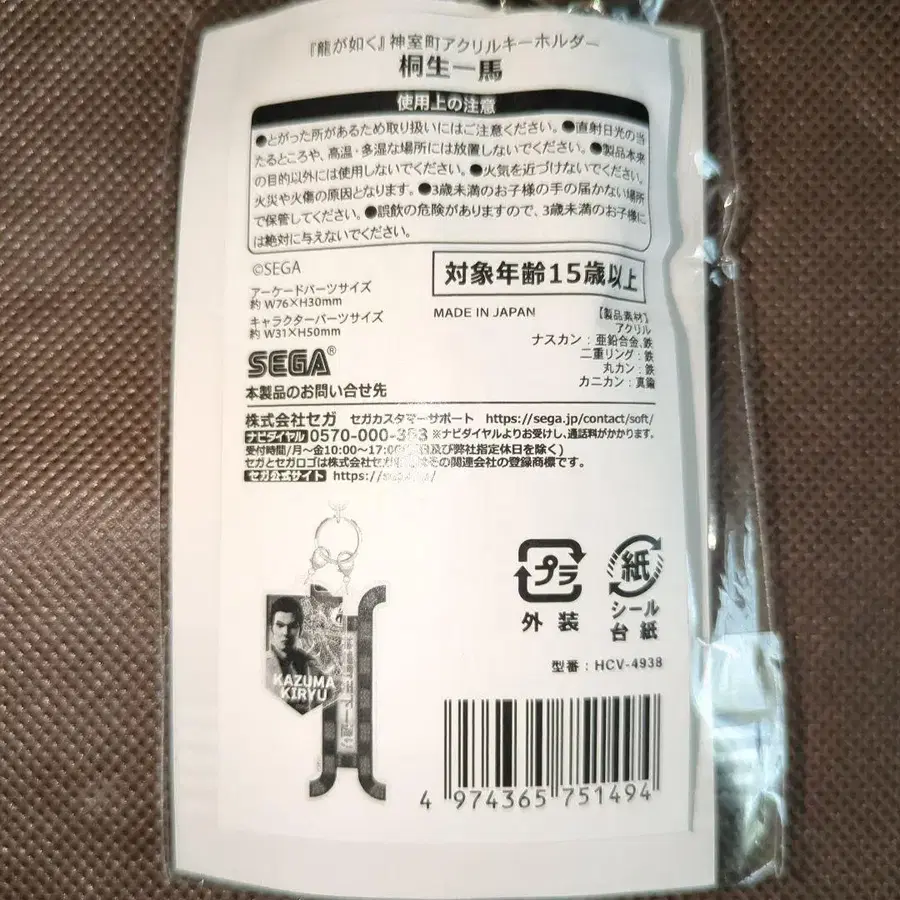 『龍が如く』神室町アクリルキーホルダー
桐生一馬
使用上の注意
●とがった所があるため取り扱いにはご注意ください。●直射日光の当
たるところや、高温・多湿な場所には放置しないでください。●製品本来
の目的以外には使用しないでください。●火気を近づけないでください。
火災や火傷の原因となります。●3歳未満のお子様の手の届かない場所
で保管してください。●誤飲の危険がありますので、3歳未満のお子様に
は絶対に与えないでください。
©SEGA
対象年齢15歳以上
アーケードパーツサイズ
約 W76×H30mm
キャラクターパーツサイズ
約 W31×H50mm
MADE IN JAPAN
【製品素材】
アクリル
ナスカン:亜鉛合金、鉄
二重リング:鉄
丸カン:鉄
カニカン:真鍮
SEGA®
本製品のお問い合せ先
株式会社セガ セガカスタマーサポート https://sega.jp/contact/soft/
ナビダイヤル 0570-000-353 ※ナビダイヤルよりお受けし、通話料がかかります。
受付時間/月~金10:00~17:00 及び弊社指定休日を除く)
セガとセガロゴは株式会社セガ その関連会社の登録商標です。
セガ公式サイト https://
KAZUMA
KIRYU
プラ
外装
紙
シール
台紙
型番:HCV-4938
4 974365 751494